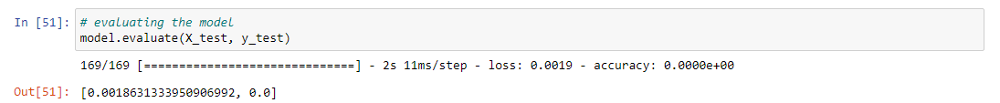 In [51]: # evaluating the model
model.evaluate(X_test, y_test)
169/169 [==============================] - 2s 11ms/step - loss: 0.0019 - accuracy: 0.0000e+00
Out[51]: [0.0018631333950906992, 0.0]